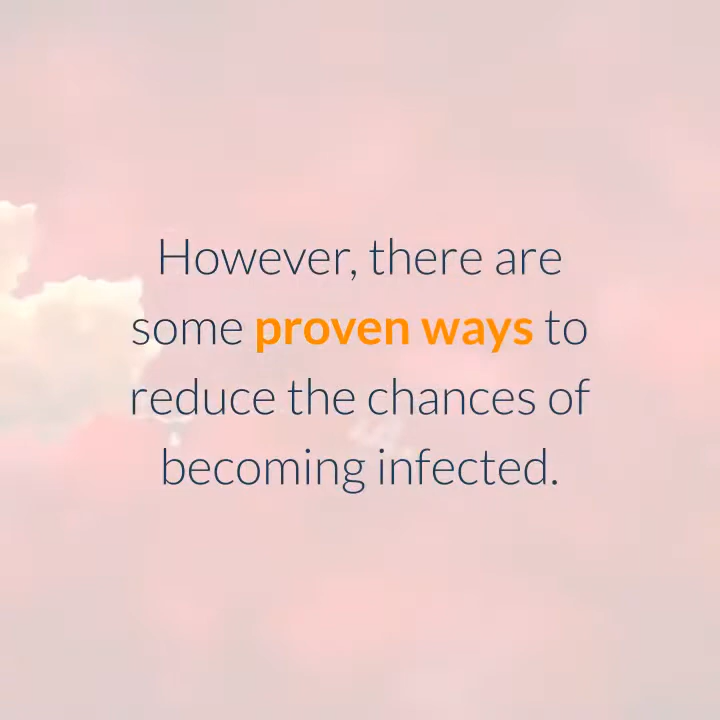 However, there are
some proven ways to
reduce the chances of
becoming infected.